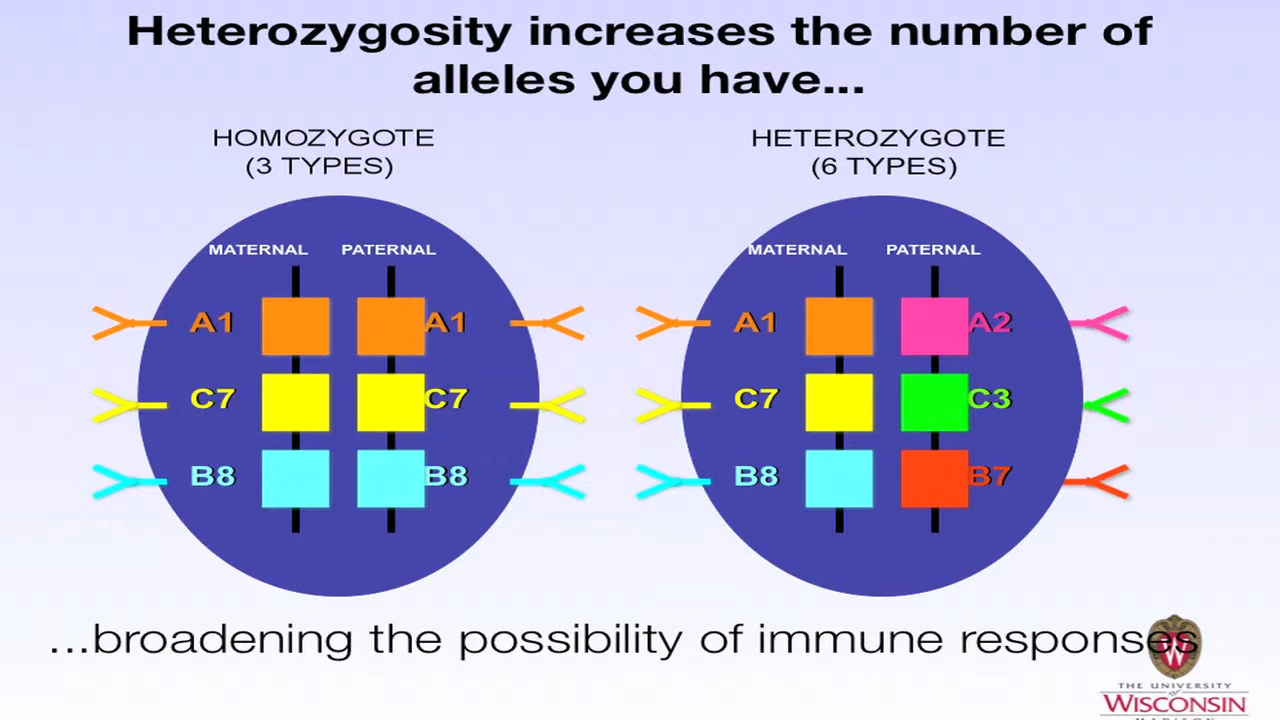 Heterozygosity increases the number of
alleles you have...
HOMOZYGOTE
(3 TYPES)
HETEROZYGOTE
(6 TYPES)
MATERNAL PATERNAL
A1 A1
C7 C7
B8 B8
MATERNAL PATERNAL
A1 A2
C7 C3
B8 B7
...broadening the possibility of immune responses
W
THE UNIVERSITY
of
WISCONSIN
MADISON